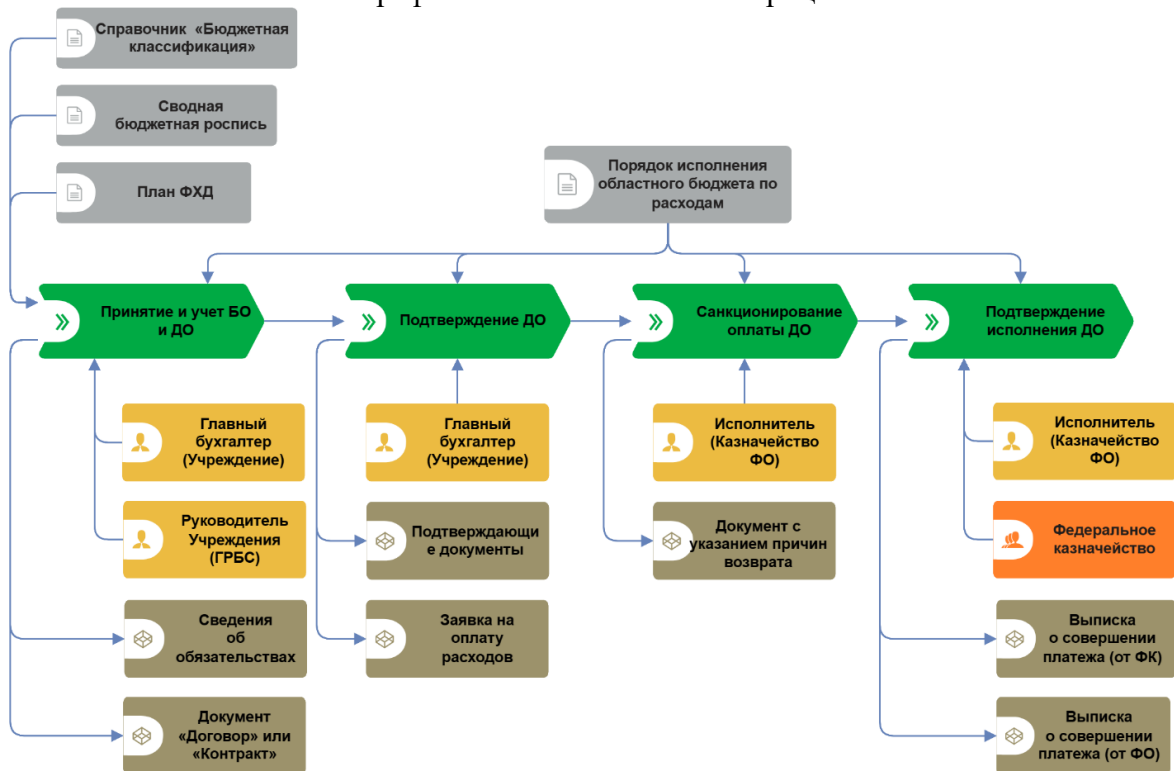 Справочник «Бюджетная
классификация»
Сводная
бюджетная роспись
План ФХД
Порядок исполнения
областного бюджета по
расходам
Принятие и учет БО
и ДО
Подтверждение ДО
Санкционирование
оплаты ДО
Подтверждение
исполнения ДО
Главный
бухгалтер
(Учреждение)
Главный
бухгалтер
(Учреждение)
Исполнитель
(Казначейство
ФО)
Исполнитель
(Казначейство
ФО)
Руководитель
Учреждения
(ГРБС)
Подтверждающи
е документы
Документ с
указанием причин
возврата
Федеральное
казначейство
Сведения
об
обязательствах
Заявка на
оплату
расходов
Выписка
о совершении
платежа (от ФК)
Документ
«Договор» или
«Контракт»
Выписка
о совершении
платежа (от ФО)